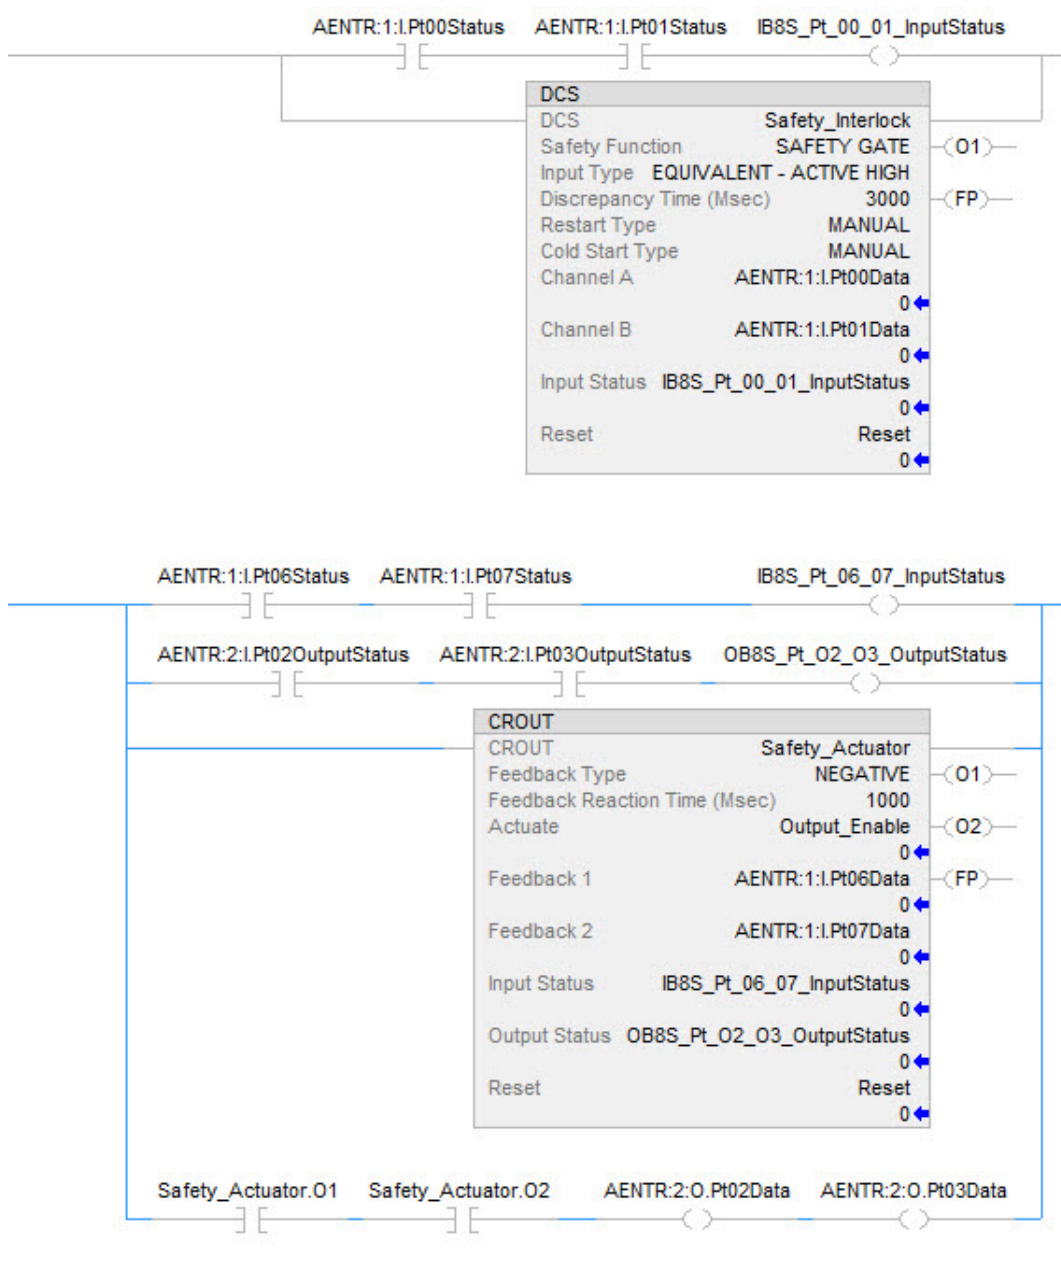 AENTR:1:I.Pt00Status AENTR:1:I.Pt01Status IB8S_Pt_00_01_InputStatus
DCS
DCS Safety_Interlock
Safety Function SAFETY GATE (O1)
Input Type EQUIVALENT - ACTIVE HIGH
Discrepancy Time (Msec) 3000 (FP)
Restart Type MANUAL
Cold Start Type MANUAL
Channel A AENTR:1:I.Pt00Data
0
Channel B AENTR:1:I.Pt01Data
0
Input Status IB8S_Pt_00_01_InputStatus
0
Reset Reset
0
AENTR:1:I.Pt06Status AENTR:1:I.Pt07Status IB8S_Pt_06_07_InputStatus
AENTR:2:I.Pt02OutputStatus AENTR:2:I.Pt03OutputStatus OB8S_Pt_O2_O3_OutputStatus
CROUT
CROUT Safety_Actuator
Feedback Type NEGATIVE (O1)
Feedback Reaction Time (Msec) 1000
Actuate Output_Enable (O2)
0
Feedback 1 AENTR:1:I.Pt06Data (FP)
0
Feedback 2 AENTR:1:I.Pt07Data
0
Input Status IB8S_Pt_06_07_InputStatus
0
Output Status OB8S_Pt_O2_O3_OutputStatus
0
Reset Reset
0
Safety_Actuator.O1 Safety_Actuator.O2 AENTR:2:O.Pt02Data AENTR:2:O.Pt03Data